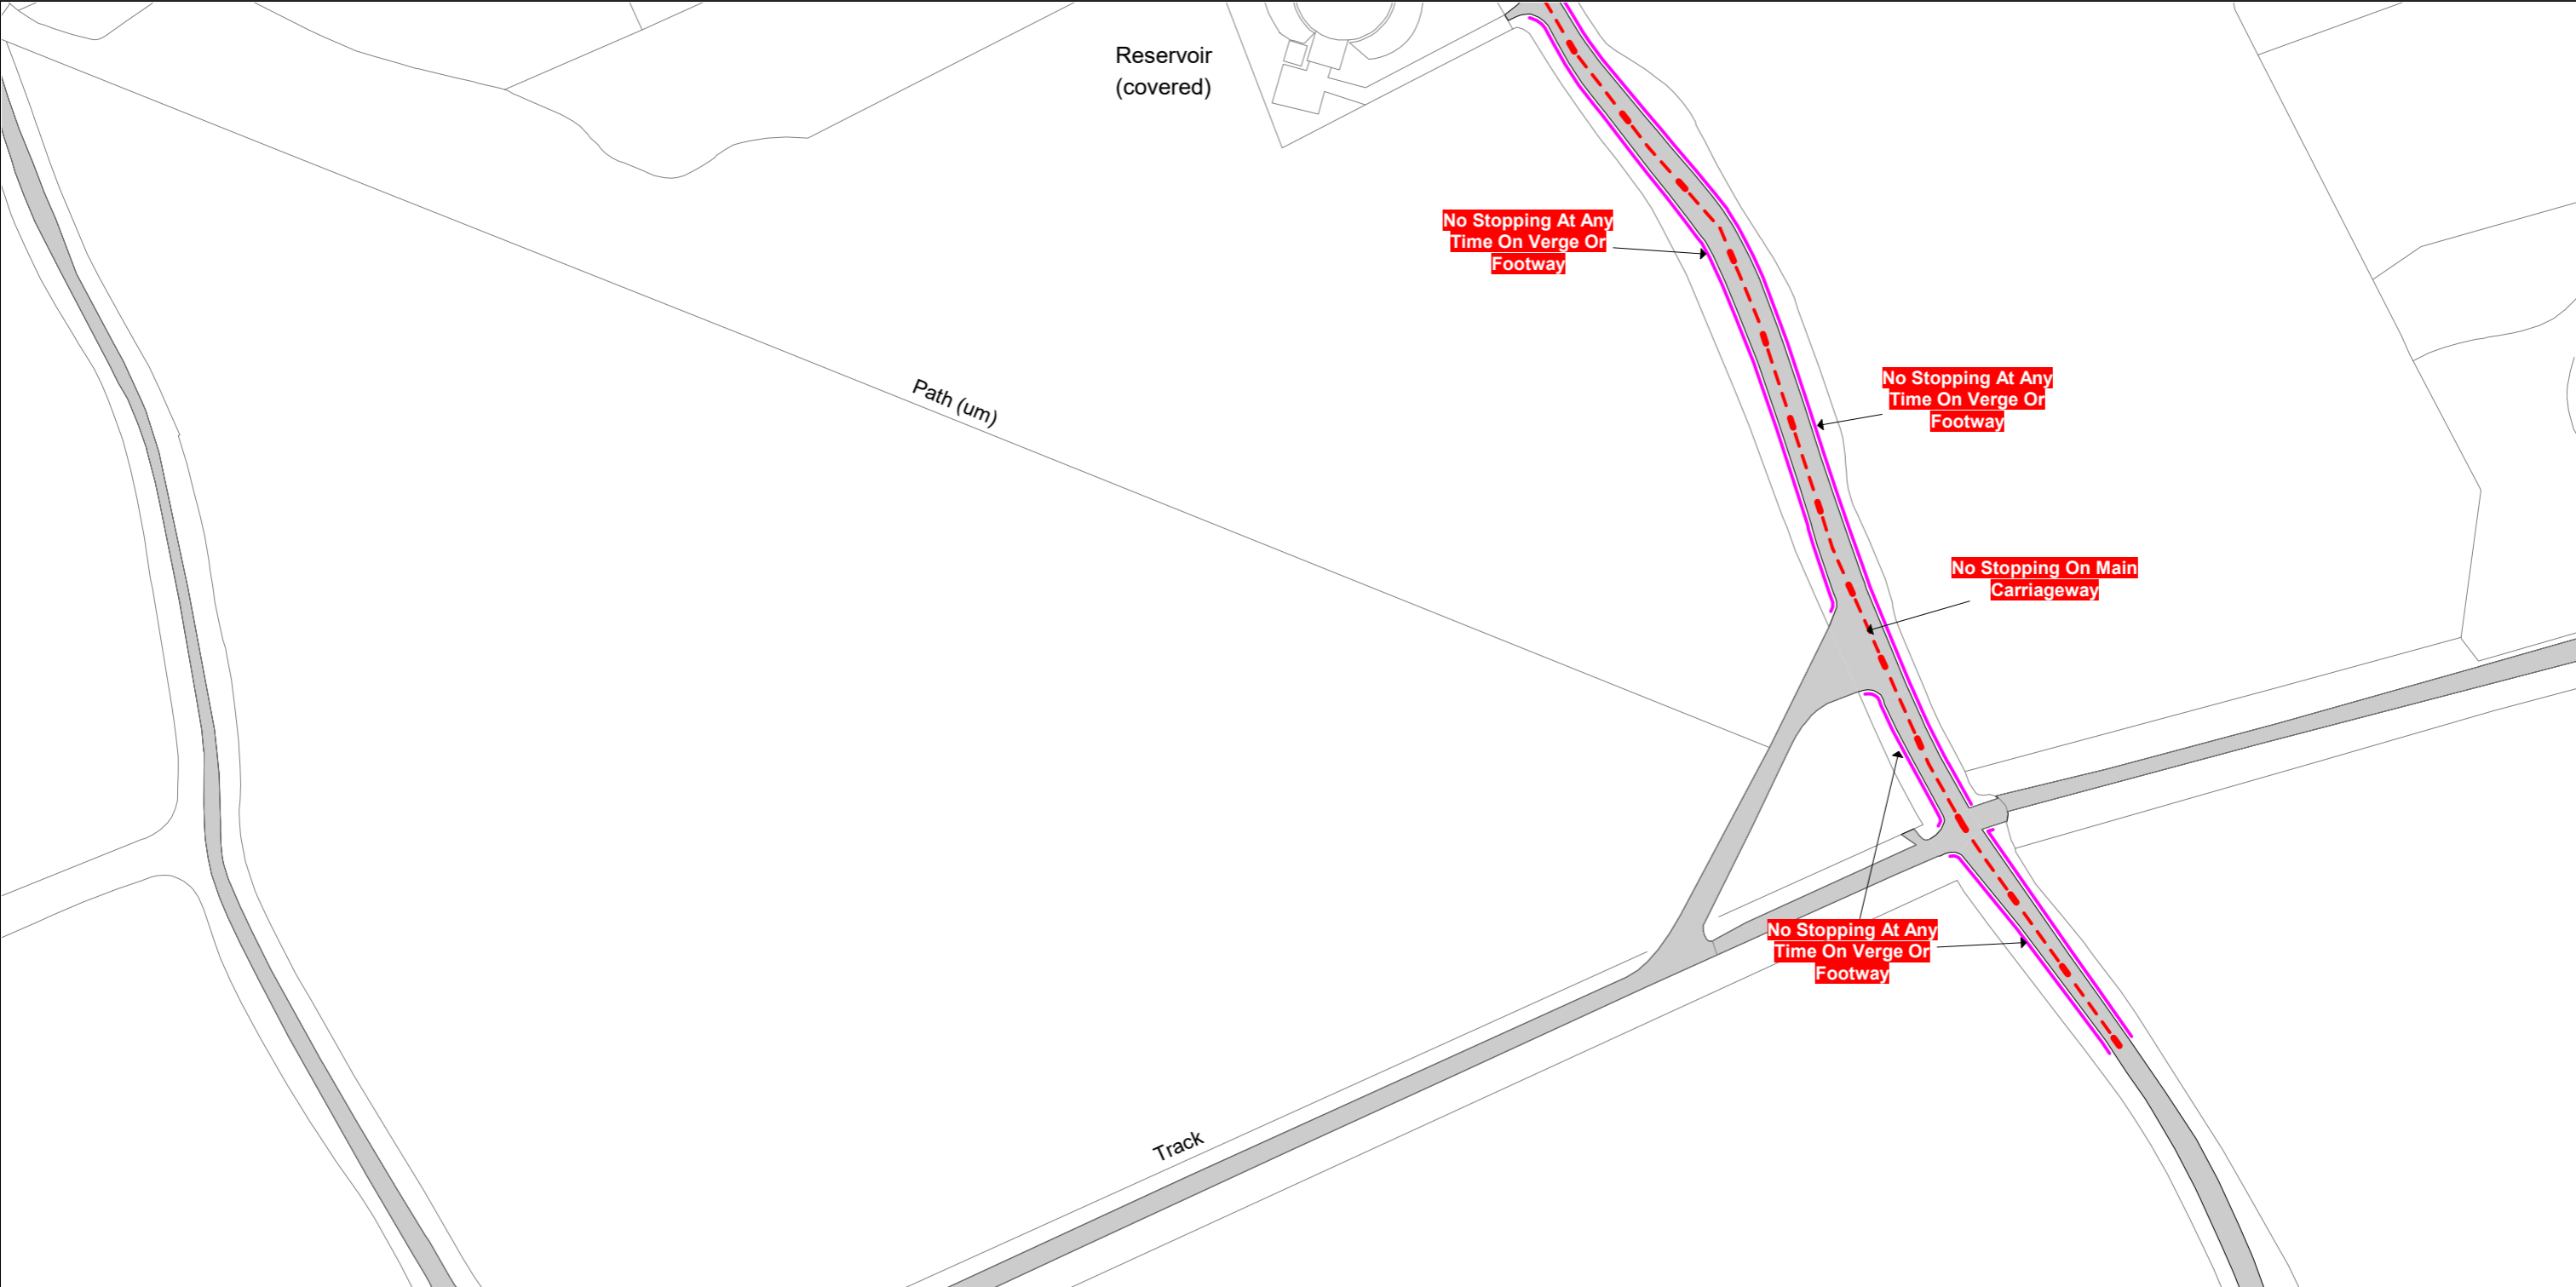 Reservoir
(covered)
No Stopping At Any
Time On Verge Or
Footway
No Stopping At Any
Time On Verge Or
Footway
Path (um)
No Stopping On Main
Carriageway
No Stopping At Any
Time On Verge Or
Footway
Track